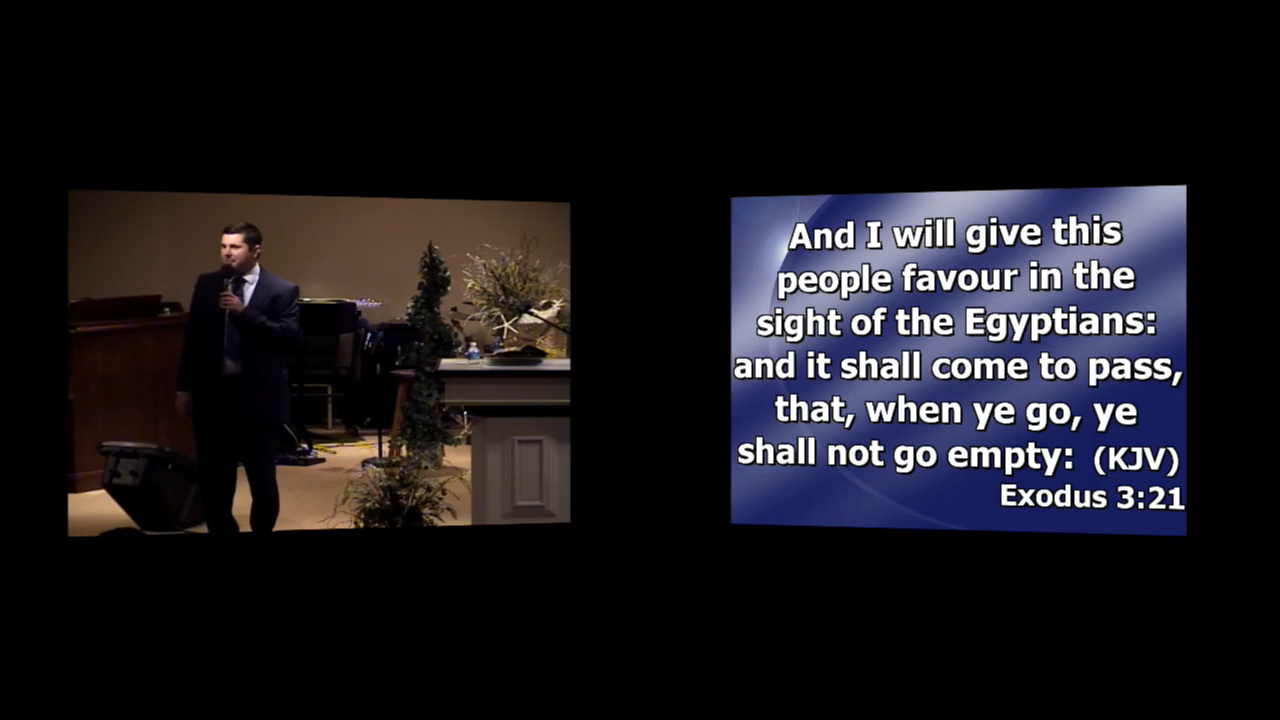 And I will give this
people favour in the
sight of the Egyptians:
and it shall come to pass,
that, when ye go, ye
shall not go empty: (KJV)
Exodus 3:21